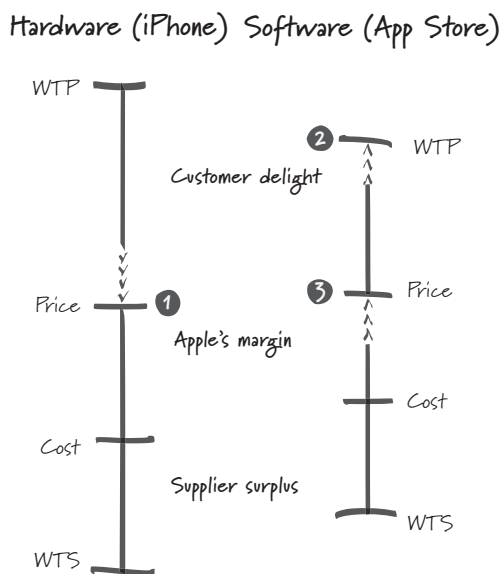 Hardware (iPhone) Software (App Store)
WTP
2
WTP
Customer delight
Price
1
3
Price
Apple's margin
Cost
Cost
Supplier surplus
WTS
WTS